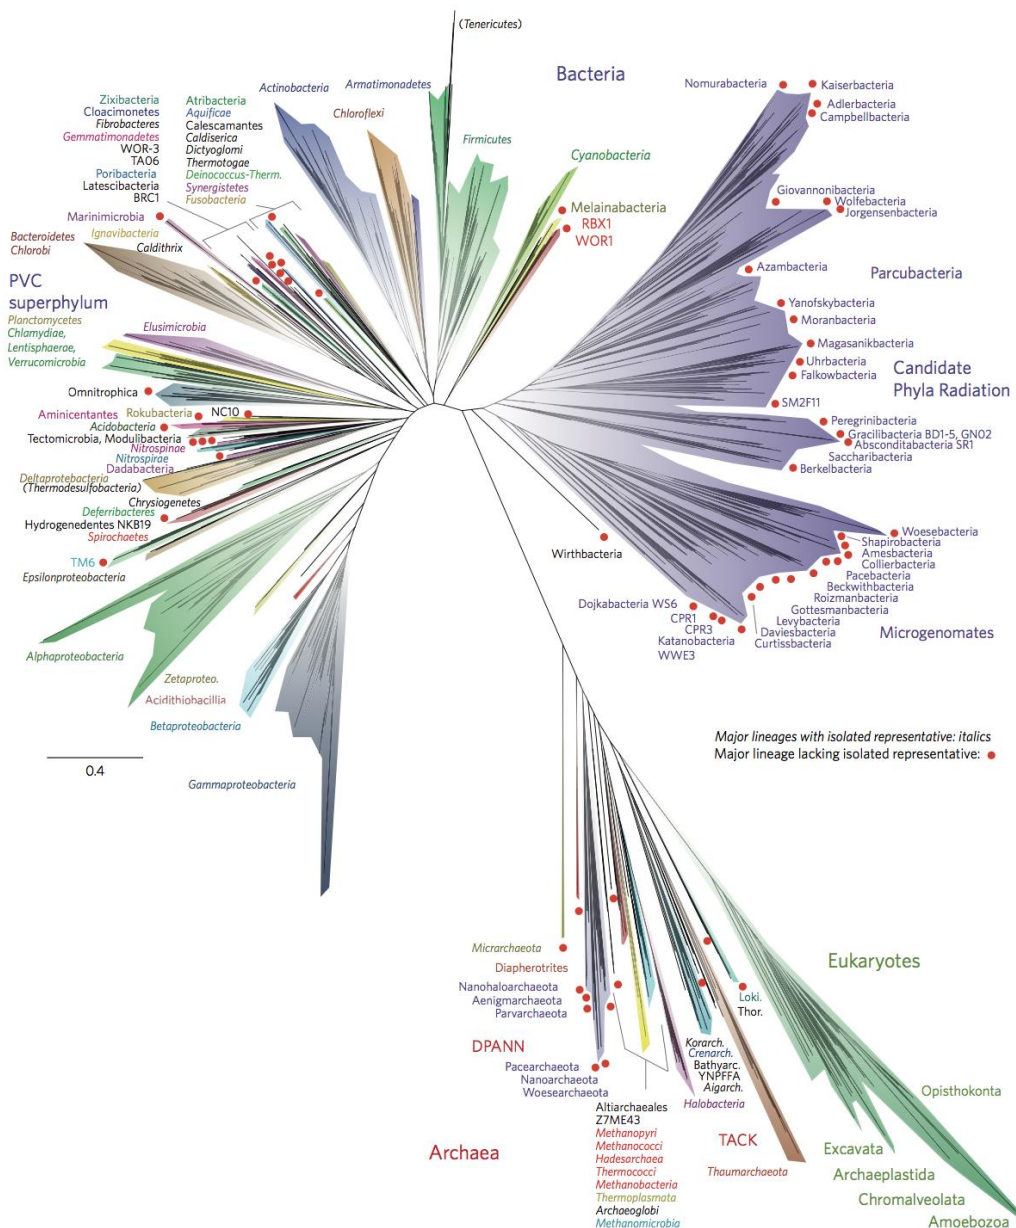 (Tenericutes)
Bacteria
Nomurabacteria
Kaiserbacteria
Adlerbacteria
Campbellbacteria
Armatimonadetes
Actinobacteria
Chloroflexi
Firmicutes
Cyanobacteria
Melainabacteria
RBX1
WOR1
Zixibacteria
Cloacimonetes
Fibrobacteres
Gemmatimonadetes
WOR-3
TA06
Poribacteria
Latescibacteria
BRC1
Atribacteria
Aquificae
Calescamantes
Caldiserica
Dictyoglomi
Thermotogae
Deinococcus-Therm.
Synergistetes
Fusobacteria
Marinimicrobia
Ignavibacteria
Caldithrix
Bacteroidetes
Chlorobi
PVC
superphylum
Planctomycetes
Chlamydiae,
Lentisphaerae,
Verrucomicrobia
Elusimicrobia
Omnitrophica
Aminicentantes
Rokubacteria
NC10
Acidobacteria
Tectomicrobia, Modulibacteria
Nitrospinae
Nitrospirae
Dadabacteria
Deltaprotebacteria
(Thermodesulfobacteria)
Chrysiogenetes
Deferribacteres
Hydrogenedentes NKB19
Spirochaetes
TM6
Epsilonproteobacteria
Alphaproteobacteria
Zetaproteo.
Acidithiobacillia
Betaproteobacteria
Gammaproteobacteria
0.4
Giovannonibacteria
Wolfebacteria
Jorgensenbacteria
Azambacteria
Parcubacteria
Yanofskybacteria
Moranbacteria
Magasanikbacteria
Uhrbacteria
Falkowbacteria
Candidate
Phyla Radiation
SM2F11
Peregrinibacteria
Gracilibacteria BD1-5, GN02
Absconditabacteria SR1
Saccharibacteria
Berkelbacteria
Woesebacteria
Shapirobacteria
Amesbacteria
Collierbacteria
Pacebacteria
Beckwithbacteria
Roizmanbacteria
Gottesmanbacteria
Levybacteria
Daviesbacteria
Curtissbacteria
Microgenomates
Wirthbacteria
Dojkabacteria WS6
CPR1
CPR3
Katanobacteria
WWE3
Major lineages with isolated representative: italics
Major lineage lacking isolated representative:
Micrarchaeota
Diapherotrites
Nanohaloarchaeota
Aenigmarchaeota
Parvarchaeota
DPANN
Pacearchaeota
Nanoarchaeota
Woesearchaeota
Archaea
Altiarchaeales
Z7ME43
Methanopyri
Methanococci
Hadesarchaea
Thermococci
Methanobacteria
Thermoplasmata
Archaeoglobi
Methanomicrobia
Halobacteria
Korarch.
Crenarch.
Bathyarc.
YNPFFA
Aigarch.
TACK
Thaumarchaeota
Loki.
Thor.
Eukaryotes
Opisthokonta
Excavata
Archaeplastida
Chromalveolata
Amoebozoa